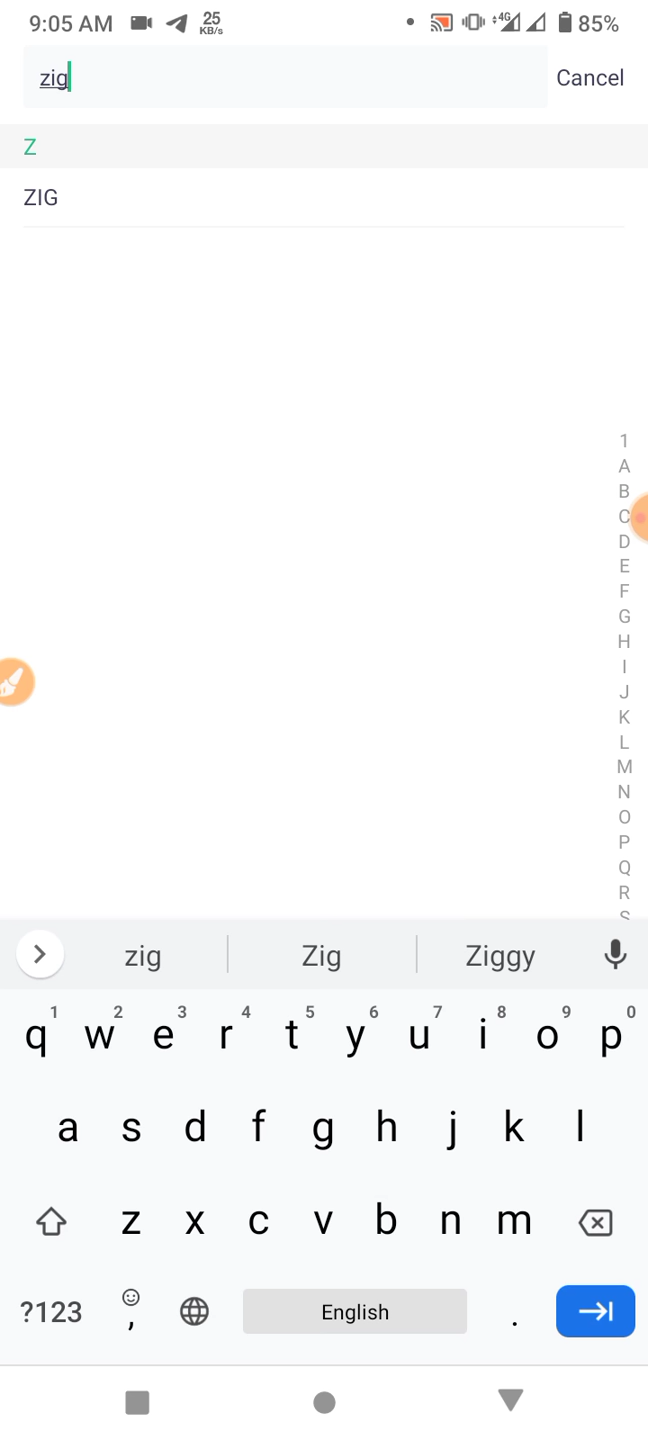 9:05 AM 25 KB/s 4G 85%
zig Cancel
Z
ZIG
1
A
B
C
D
E
F
G
H
I
J
K
L
M
N
O
P
Q
R
S
zig Zig Ziggy
1 2 3 4 5 6 7 8 9 0
q w e r t y u i o p
a s d f g h j k l
z x c v b n m
?123 , English .